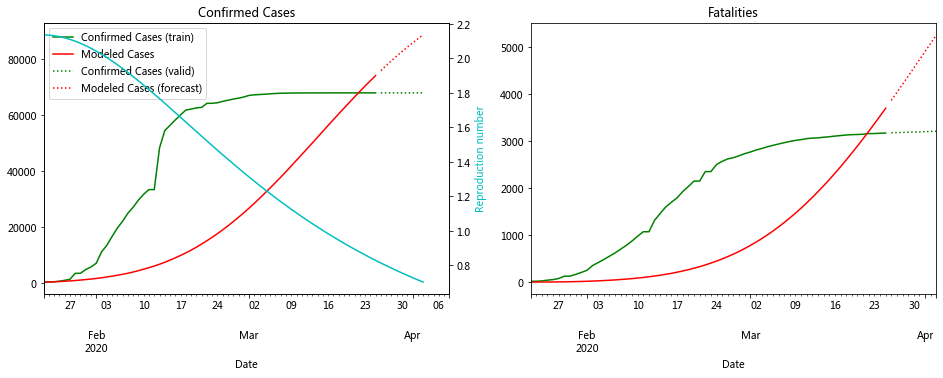 Confirmed Cases
Confirmed Cases (train)
Modeled Cases
Confirmed Cases (valid)
Modeled Cases (forecast)
80000
60000
40000
20000
0
2.2
2.0
1.8
1.6
1.4
1.2
1.0
0.8
Reproduction number
27 03 10 17 24 02 09 16 23 30 06
Feb Mar Apr
2020
Date
Fatalities
5000
4000
3000
2000
1000
0
27 03 10 17 24 02 09 16 23 30
Feb Mar Apr
2020
Date